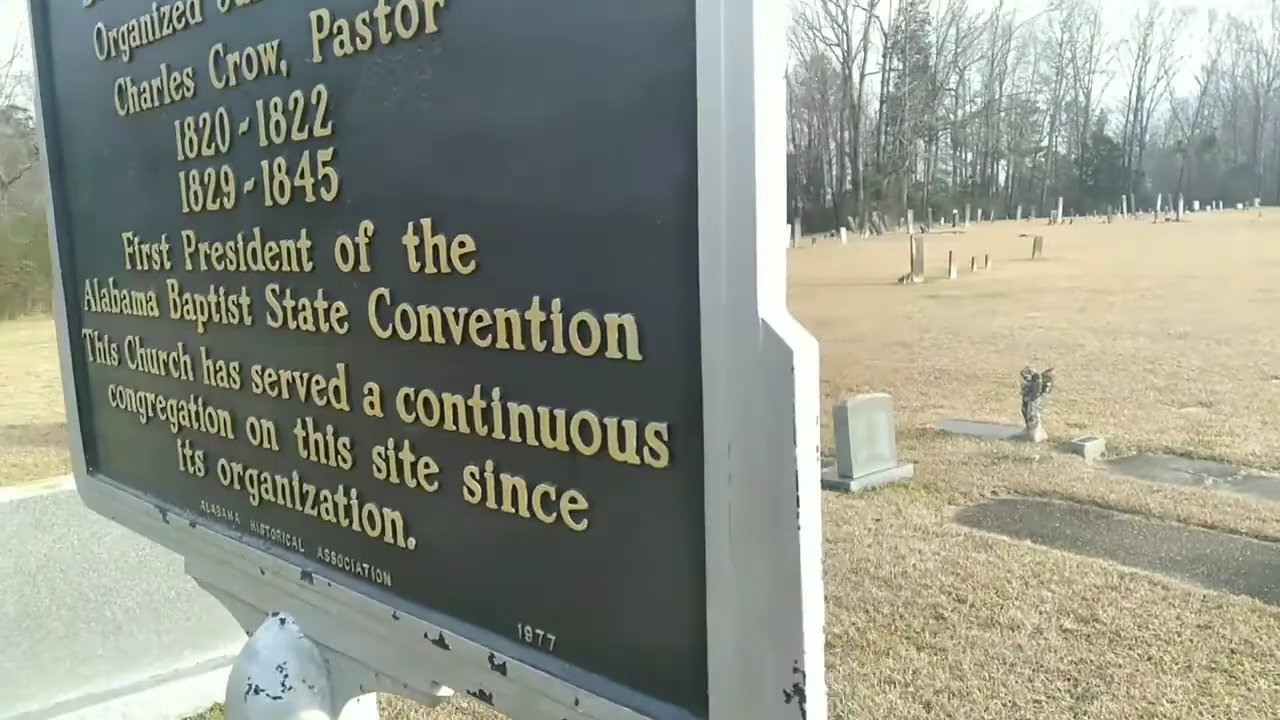 Organized
Charles Crow, Pastor
1820-1822
1829-1845
First President of the
Alabama Baptist State Convention
This Church has served a continuous
congregation on this site since
its organization.
ALABAMA HISTORICAL ASSOCIATION
1977